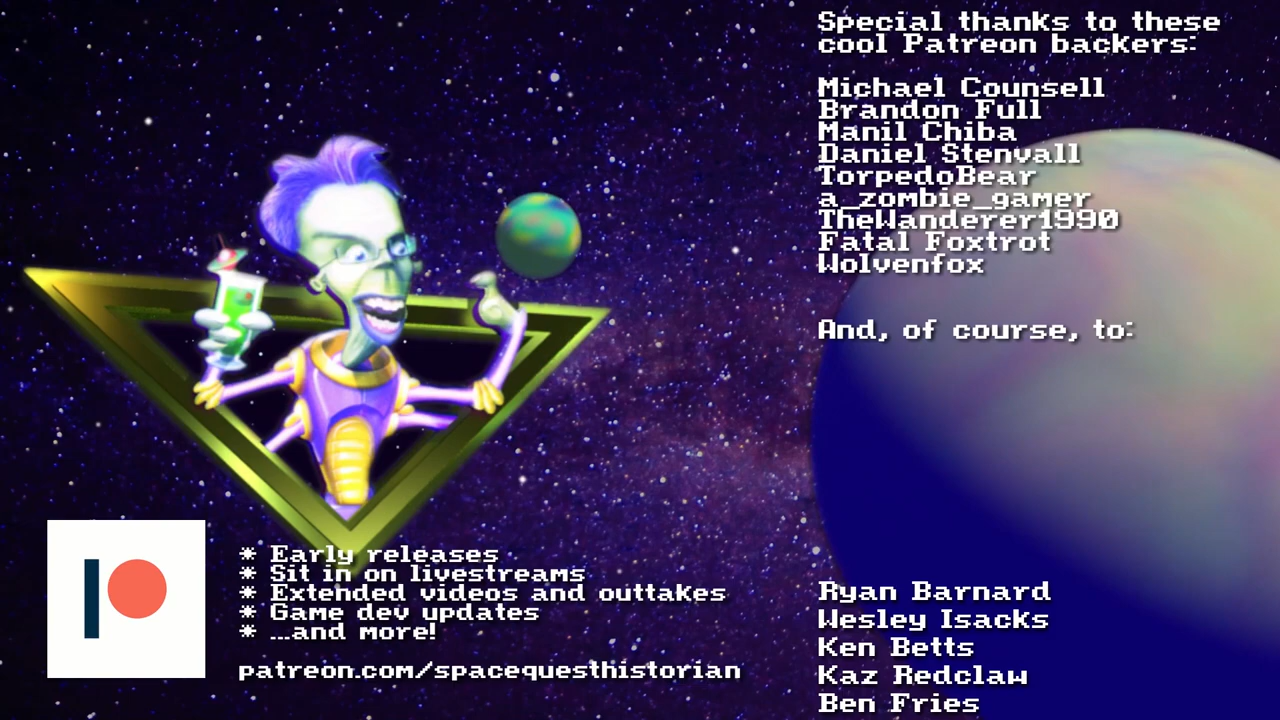 Special thanks to these
cool Patreon backers:
Michael Counsell
Brandon Full
Manil Chiba
Daniel Stenvall
TorpedoBear
a_zombie_gamer
TheWanderer1990
Fatal Foxtrot
Wolvenfox
And, of course, to:
Ryan Barnard
Wesley Isacks
Ken Betts
Kaz Redclaw
Ben Fries
* Early releases
* Sit in on livestreams
* Extended videos and outtakes
* Game dev updates
* ...and more!
patreon.com/spacequesthistorian